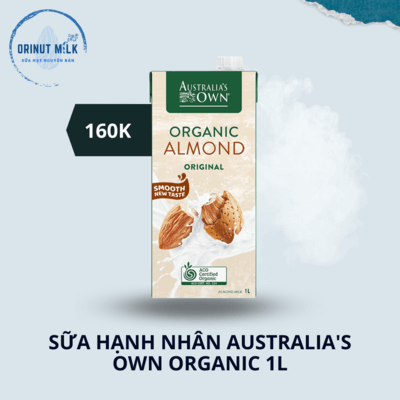 ORINUT MILK
SỮA HẠT NGUYÊN BẢN
160K
AUSTRALIA'S
OWN
ORGANIC
ALMOND
ORIGINAL
SMOOTH
NEW TASTE
ACO
Certified
Organic
1L
SỮA HẠNH NHÂN AUSTRALIA'S
OWN ORGANIC 1L